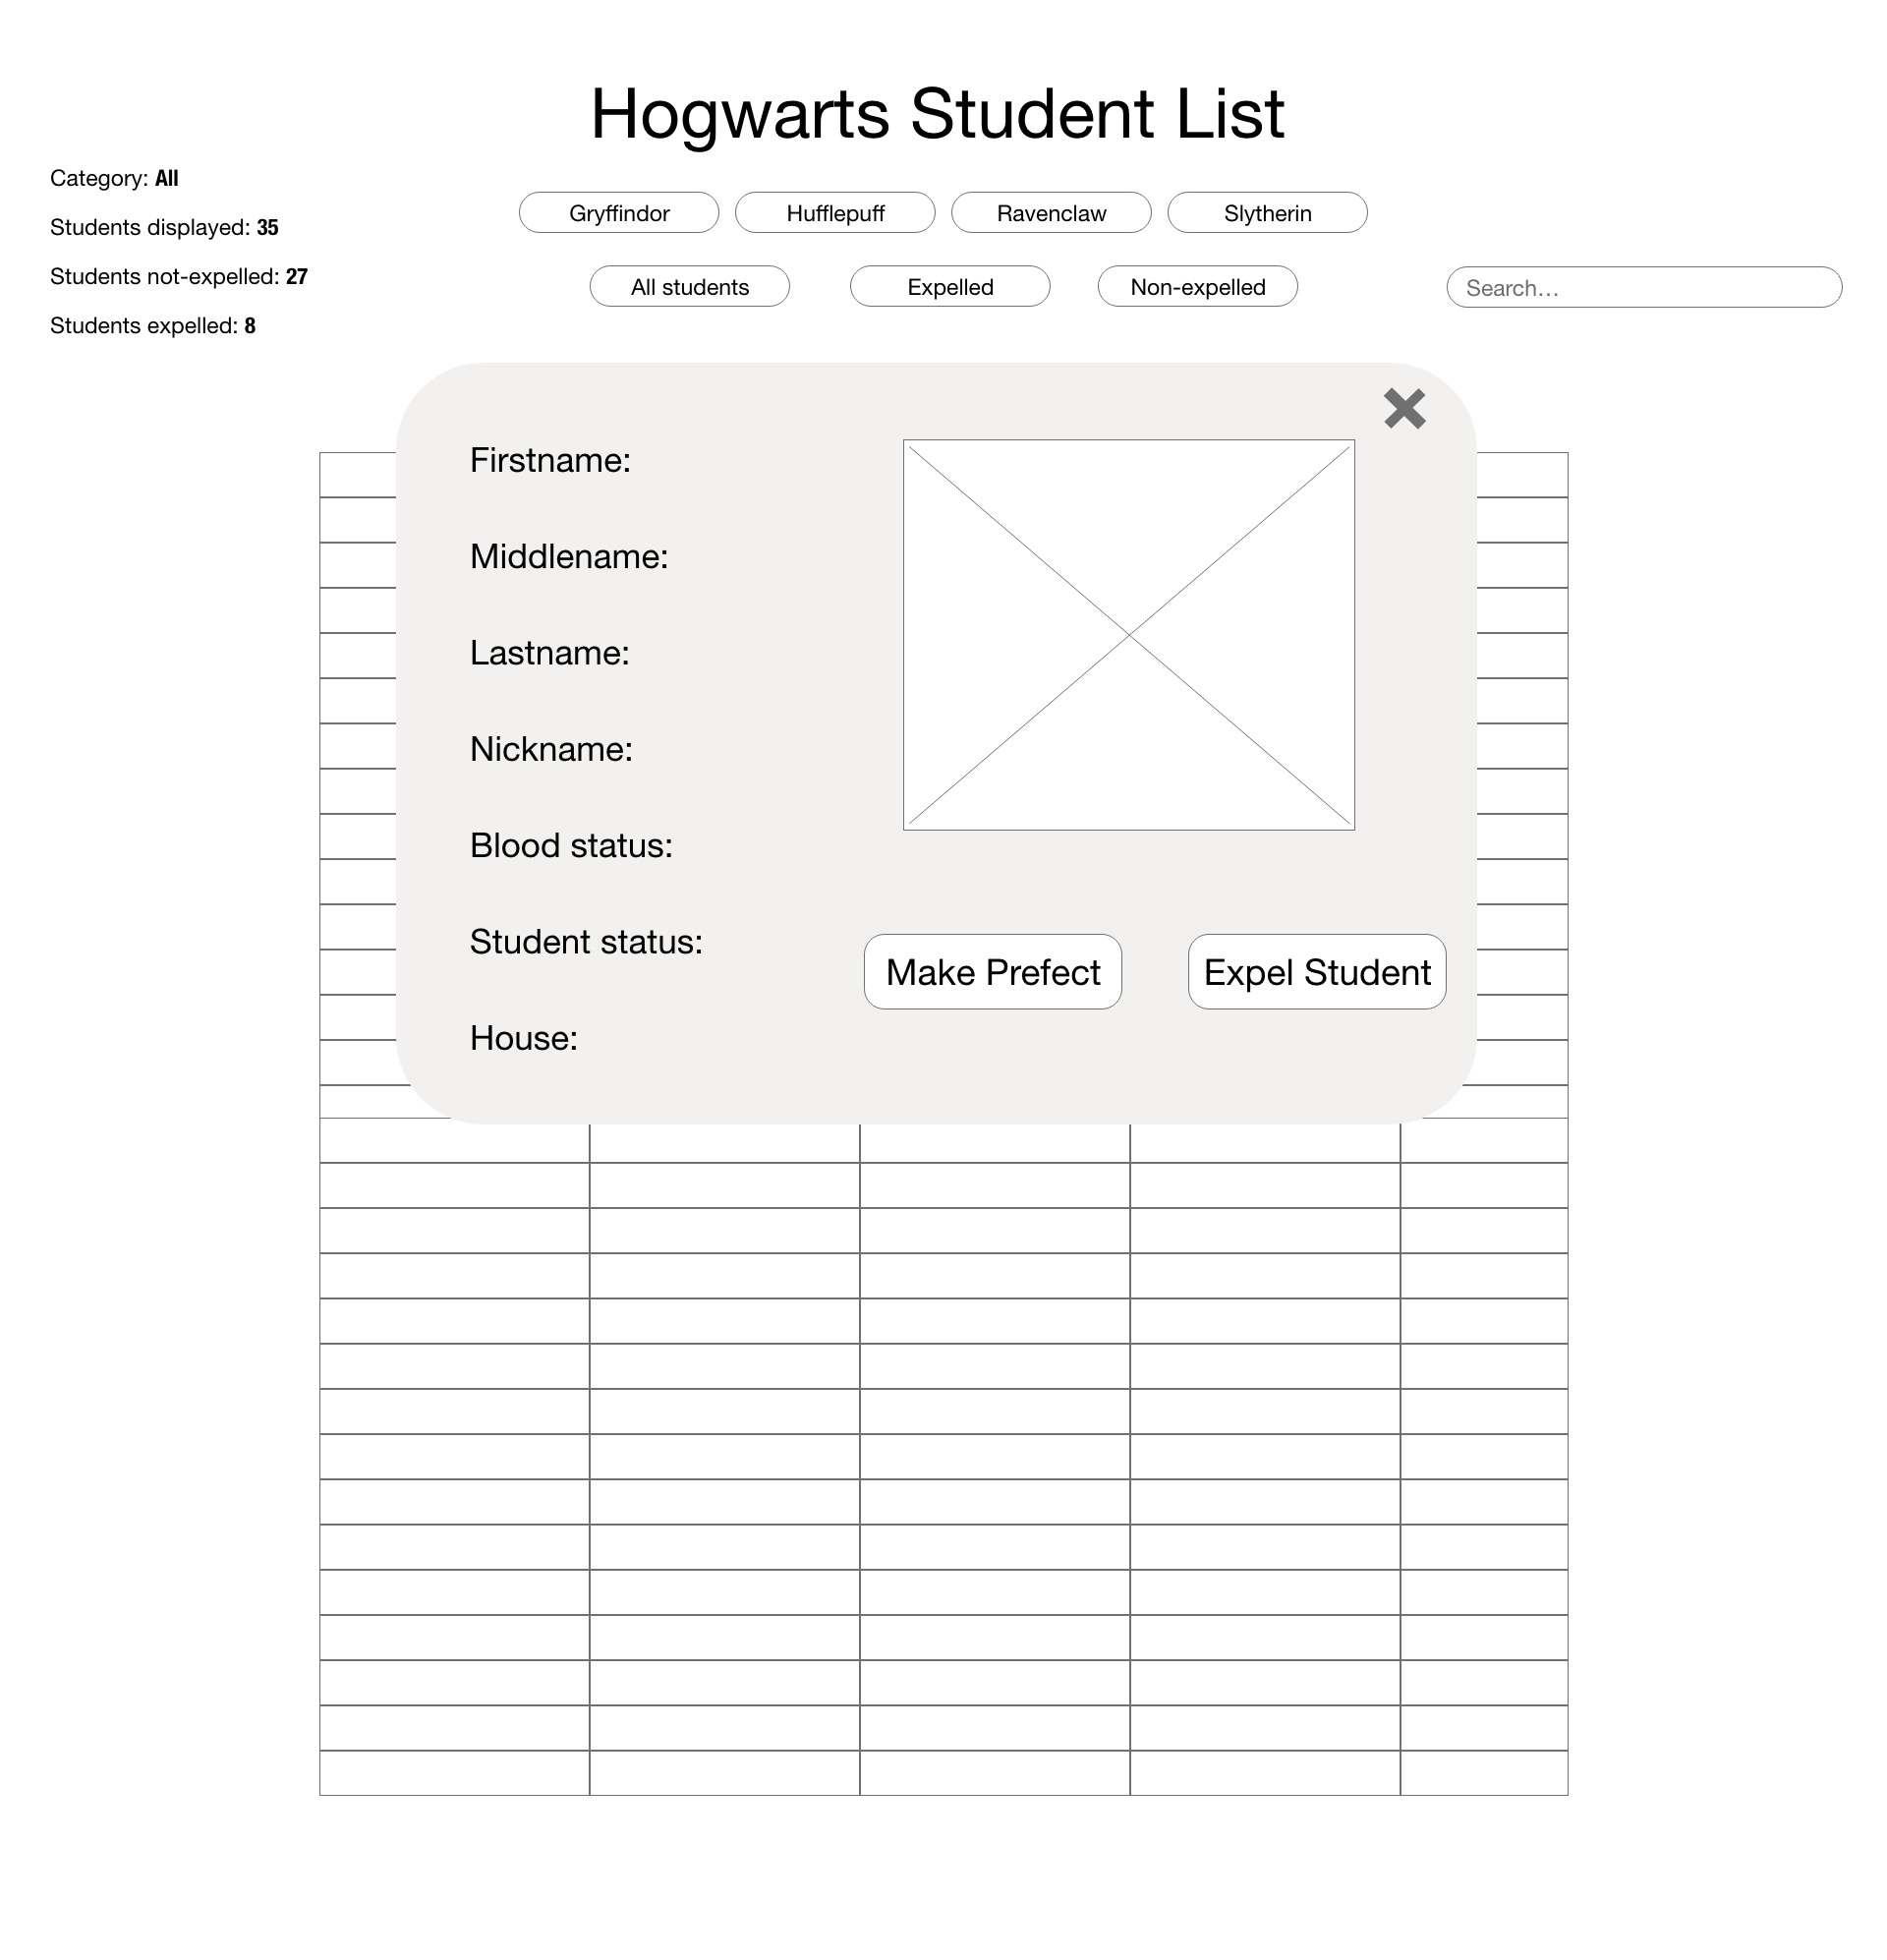 Hogwarts Student List
Category: All
Students displayed: 35
Students not-expelled: 27
Students expelled: 8
Gryffindor
Hufflepuff
Ravenclaw
Slytherin
All students
Expelled
Non-expelled
Search...
Firstname:
Middlename:
Lastname:
Nickname:
Blood status:
Student status:
House:
Make Prefect
Expel Student